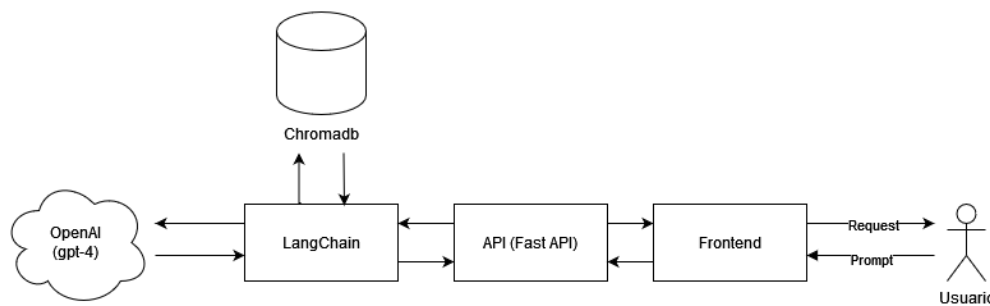 Chromadb
OpenAI
(gpt-4)
LangChain
API (Fast API)
Frontend
Request
Prompt
Usuario